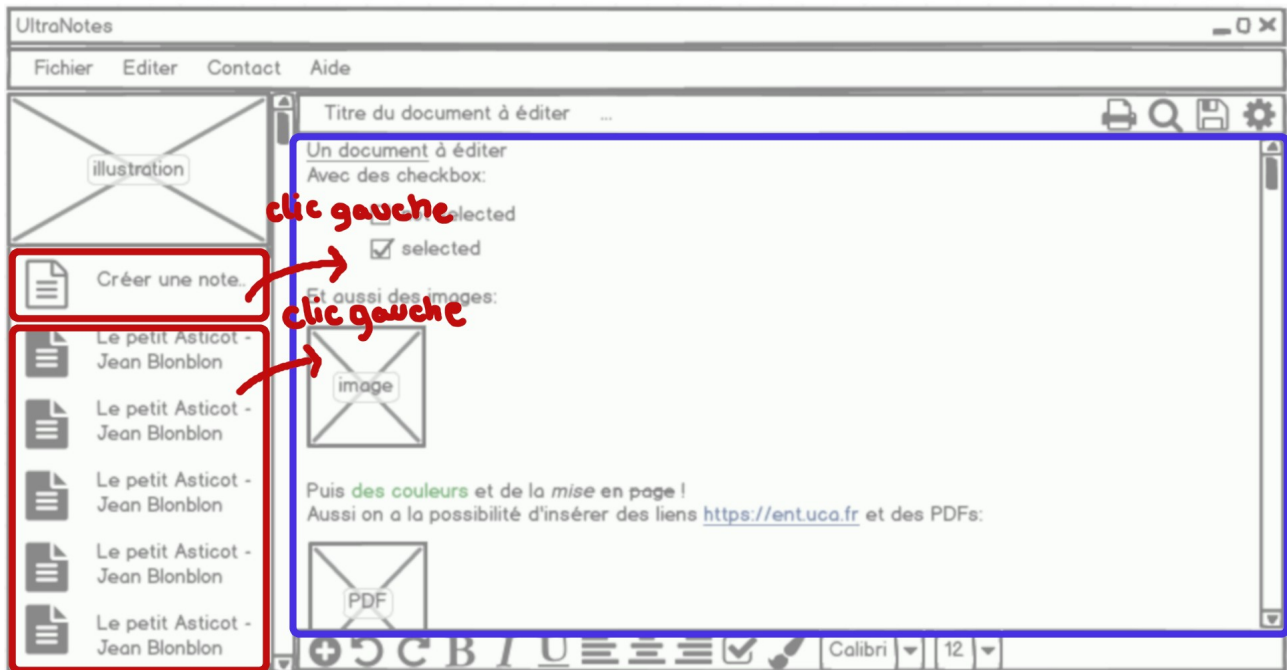 UltraNotes
Fichier Editer Contact Aide
illustration
Titre du document à éditer ...
Un document à éditer
Avec des checkbox:
clic gauche
selected
selected
Créer une note..
Et aussi des images:
clic gauche
image
Le petit Asticot -
Jean Blonblon
Le petit Asticot -
Jean Blonblon
Le petit Asticot -
Jean Blonblon
Le petit Asticot -
Jean Blonblon
Le petit Asticot -
Jean Blonblon
Puis des couleurs et de la mise en page !
Aussi on a la possibilité d'insérer des liens https://ent.uca.fr et des PDFs:
PDF
B I U Calibri 12